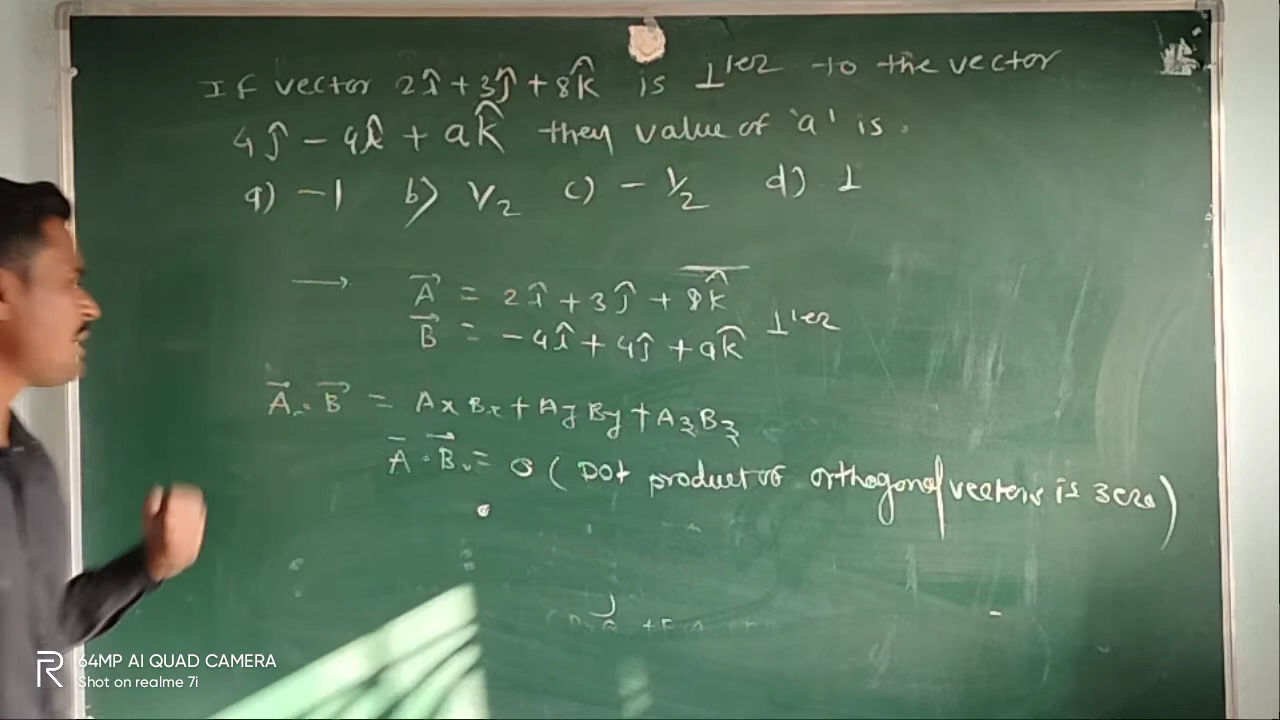 If vector 2î+3ĵ+8k̂ is ⊥'er to the vector
4ĵ-4î+ak̂ then value of 'a' is.
a) -1 b) 1/2 c) -1/2 d) 1
→ A⃗ = 2î+3ĵ+8k̂
B⃗ = -4î+4ĵ+ak̂ ⊥'er
A⃗.B⃗ = AxBx+AyBy+AzBz
A⃗.B⃗ = 0 (Dot product of orthogonal vectors is zero)
64MP AI QUAD CAMERA
Shot on realme 7i